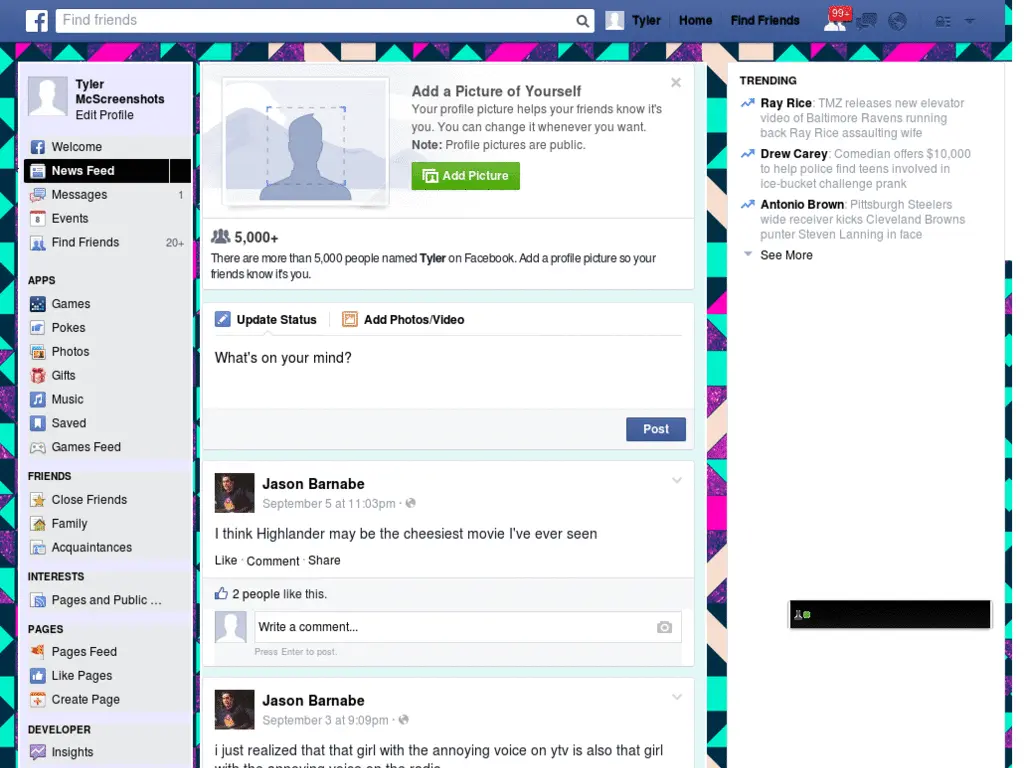 Find friends
Tyler
Home
Find Friends
99+
Tyler
McScreenshots
Edit Profile
Welcome
News Feed
Messages 1
8 Events
Find Friends 20+
APPS
Games
Pokes
Photos
Gifts
Music
Saved
Games Feed
FRIENDS
Close Friends
Family
Acquaintances
INTERESTS
Pages and Public ...
PAGES
Pages Feed
Like Pages
Create Page
DEVELOPER
Insights
Add a Picture of Yourself
Your profile picture helps your friends know it's
you. You can change it whenever you want.
Note: Profile pictures are public.
Add Picture
5,000+
There are more than 5,000 people named Tyler on Facebook. Add a profile picture so your
friends know it's you.
Update Status
Add Photos/Video
What's on your mind?
Post
Jason Barnabe
September 5 at 11:03pm ·
I think Highlander may be the cheesiest movie I've ever seen
Like · Comment · Share
2 people like this.
Write a comment...
Press Enter to post.
Jason Barnabe
September 3 at 9:09pm ·
i just realized that that girl with the annoying voice on ytv is also that girl
with the annoying voice on the radio
TRENDING
Ray Rice: TMZ releases new elevator
video of Baltimore Ravens running
back Ray Rice assaulting wife
Drew Carey: Comedian offers $10,000
to help police find teens involved in
ice-bucket challenge prank
Antonio Brown: Pittsburgh Steelers
wide receiver kicks Cleveland Browns
punter Steven Lanning in face
See More